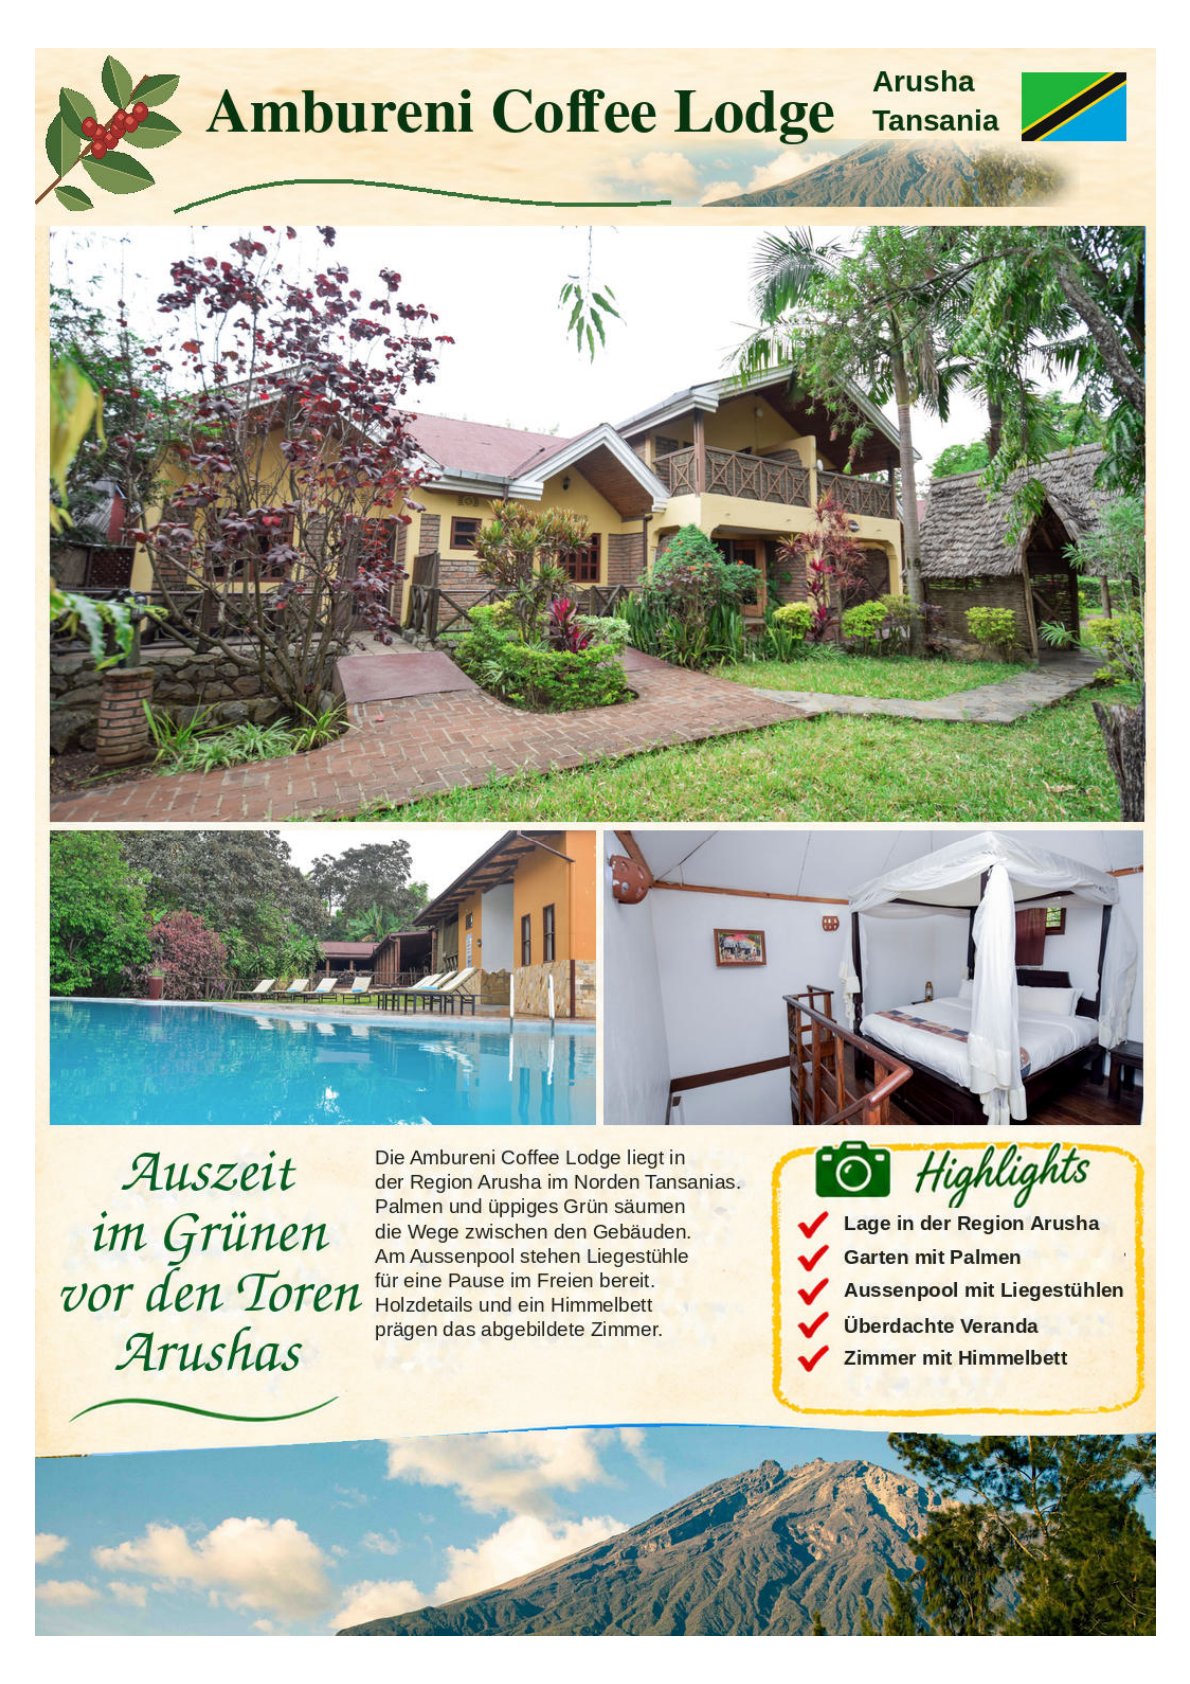 Ambureni Coffee Lodge
Arusha
Tansania
Auszeit
im Grünen
vor den Toren
Arushas
Die Ambureni Coffee Lodge liegt in
der Region Arusha im Norden Tansanias.
Palmen und üppiges Grün säumen
die Wege zwischen den Gebäuden.
Am Aussenpool stehen Liegestühle
für eine Pause im Freien bereit.
Holzdetails und ein Himmelbett
prägen das abgebildete Zimmer.
Highlights
Lage in der Region Arusha
Garten mit Palmen
Aussenpool mit Liegestühlen
Überdachte Veranda
Zimmer mit Himmelbett